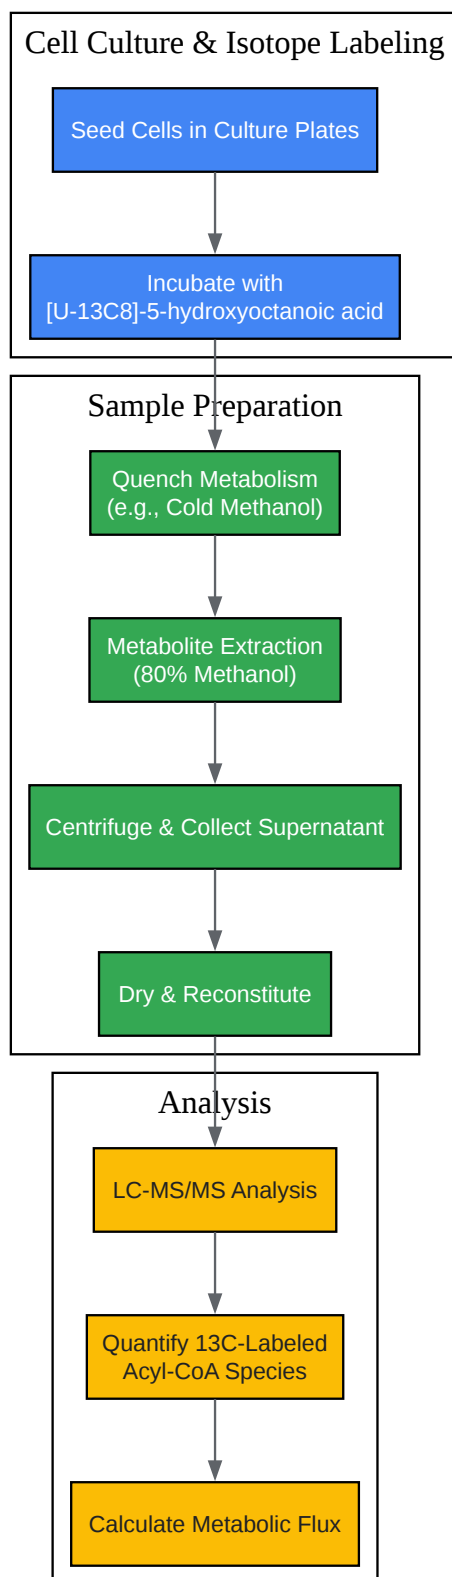 Cell Culture & Isotope Labeling
Seed Cells in Culture Plates
Incubate with
[U-13C8]-5-hydroxyoctanoic acid
Sample Preparation
Quench Metabolism
(e.g., Cold Methanol)
Metabolite Extraction
(80% Methanol)
Centrifuge & Collect Supernatant
Dry & Reconstitute
Analysis
LC-MS/MS Analysis
Quantify 13C-Labeled
Acyl-CoA Species
Calculate Metabolic Flux